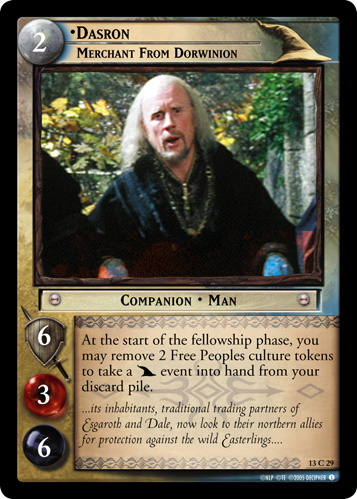 2
•Dasron
Merchant From Dorwinion
Companion • Man
6
3
6
At the start of the fellowship phase, you
may remove 2 Free Peoples culture tokens
to take a event into hand from your
discard pile.
...its inhabitants, traditional trading partners of
Esgaroth and Dale, now look to their northern allies
for protection against the wild Easterlings....
13 C 29
©NLP ©TE ©2005 DECIPHER